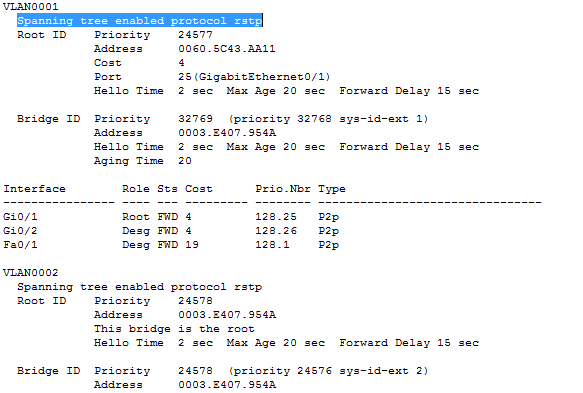 VLAN0001
Spanning tree enabled protocol rstp
Root ID Priority 24577
Address 0060.5C43.AA11
Cost 4
Port 25(GigabitEthernet0/1)
Hello Time 2 sec Max Age 20 sec Forward Delay 15 sec
Bridge ID Priority 32769 (priority 32768 sys-id-ext 1)
Address 0003.E407.954A
Hello Time 2 sec Max Age 20 sec Forward Delay 15 sec
Aging Time 20
Interface Role Sts Cost Prio.Nbr Type
---------------- ---- --- --------- -------- --------------------------------
Gi0/1 Root FWD 4 128.25 P2p
Gi0/2 Desg FWD 4 128.26 P2p
Fa0/1 Desg FWD 19 128.1 P2p
VLAN0002
Spanning tree enabled protocol rstp
Root ID Priority 24578
Address 0003.E407.954A
This bridge is the root
Hello Time 2 sec Max Age 20 sec Forward Delay 15 sec
Bridge ID Priority 24578 (priority 24576 sys-id-ext 2)
Address 0003.E407.954A